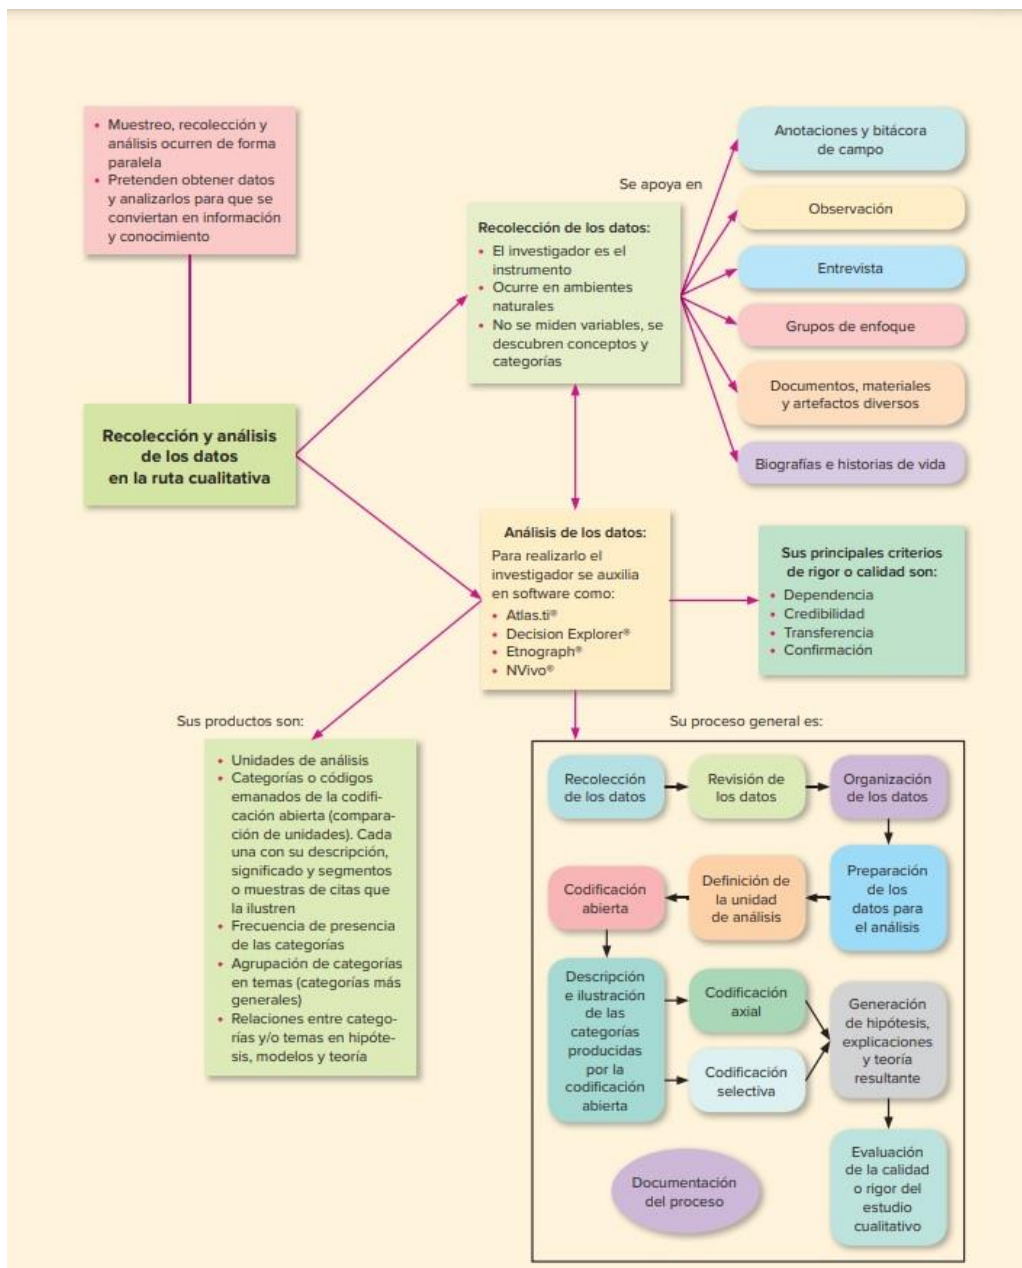 • Muestreo, recolección y
análisis ocurren de forma
paralela
• Pretenden obtener datos
y analizarlos para que se
conviertan en información
y conocimiento
Recolección y análisis
de los datos
en la ruta cualitativa
Recolección de los datos:
• El investigador es el
instrumento
• Ocurre en ambientes
naturales
• No se miden variables, se
descubren conceptos y
categorías
Se apoya en
Anotaciones y bitácora
de campo
Observación
Entrevista
Grupos de enfoque
Documentos, materiales
y artefactos diversos
Biografías e historias de vida
Análisis de los datos:
Para realizarlo el
investigador se auxilia
en software como:
• Atlas.ti®
• Decision Explorer®
• Etnograph®
• NVivo®
Sus principales criterios
de rigor o calidad son:
• Dependencia
• Credibilidad
• Transferencia
• Confirmación
Sus productos son:
• Unidades de análisis
• Categorías o códigos
emanados de la codifi-
cación abierta (compara-
ción de unidades). Cada
una con su descripción,
significado y segmentos
o muestras de citas que
la ilustren
• Frecuencia de presencia
de las categorías
• Agrupación de categorías
en temas (categorías más
generales)
• Relaciones entre catego-
rías y/o temas en hipóte-
sis, modelos y teoría
Su proceso general es:
Recolección
de los datos
Revisión de
los datos
Organización
de los datos
Preparación
de los
datos para
el análisis
Definición de
la unidad
de análisis
Codificación
abierta
Descripción
e ilustración
de las
categorías
producidas
por la
codificación
abierta
Codificación
axial
Codificación
selectiva
Generación
de hipótesis,
explicaciones
y teoría
resultante
Evaluación
de la calidad
o rigor del
estudio
cualitativo
Documentación
del proceso